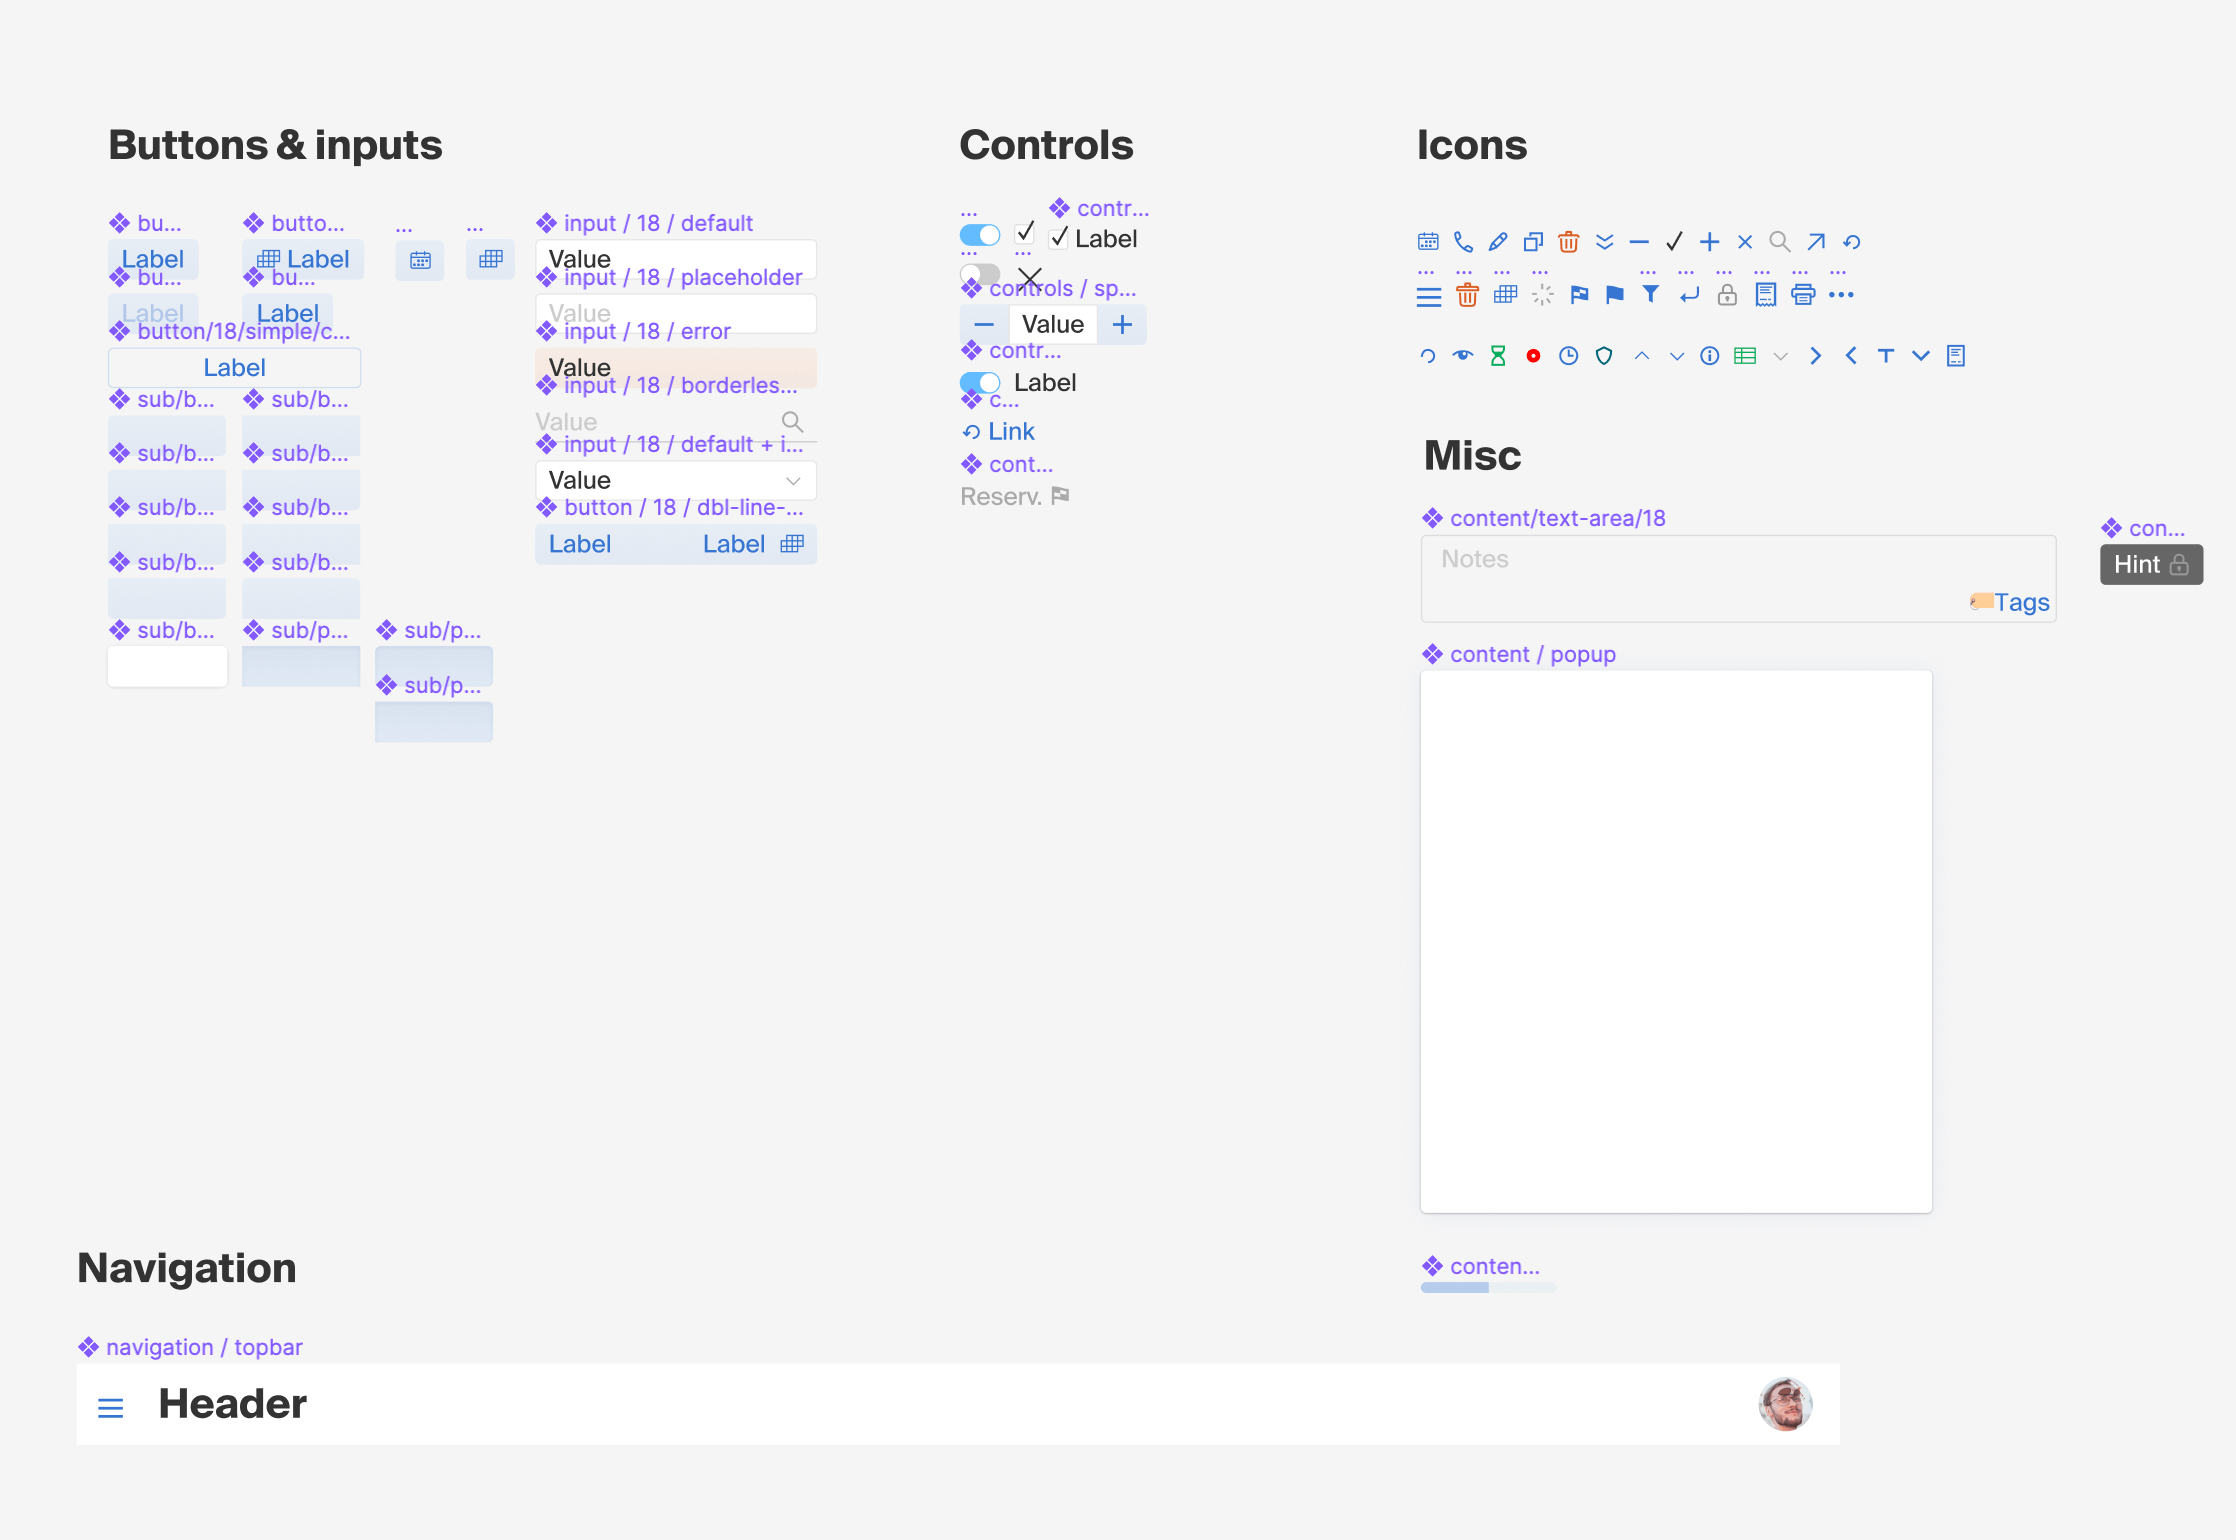 Buttons & inputs
bu...
butto...
...
...
Label
Label
bu...
bu...
Label
Label
button/18/simple/c...
Label
sub/b...
sub/b...
sub/b...
sub/b...
sub/b...
sub/b...
sub/b...
sub/b...
sub/b...
sub/p...
sub/p...
sub/p...
input / 18 / default
Value
input / 18 / placeholder
Value
input / 18 / error
Value
input / 18 / borderles...
Value
input / 18 / default + i...
Value
button / 18 / dbl-line-...
Label
Label
Controls
...
contr...
Label
...
...
controls / sp...
Value
contr...
Label
c...
Link
cont...
Reserv.
Icons
...
...
...
...
...
...
...
...
...
...
Misc
content/text-area/18
Notes
Tags
con...
Hint
content / popup
conten...
Navigation
navigation / topbar
Header